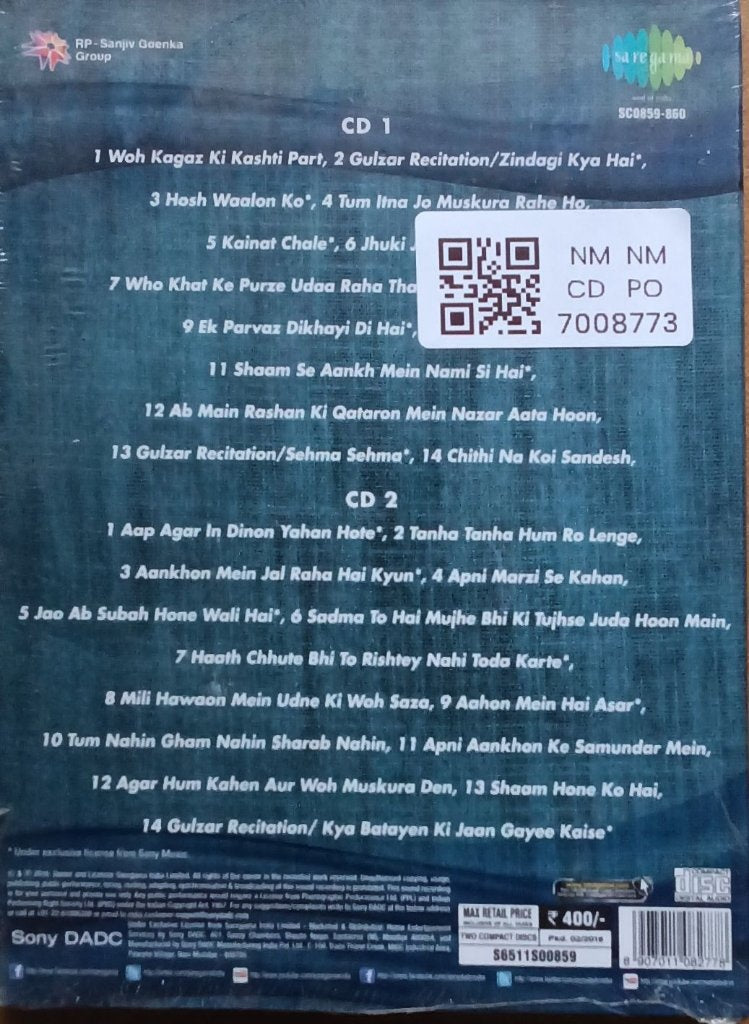 RP-Sanjiv Goenka
Group
saregama
SC0859-860
CD 1
1 Woh Kagaz Ki Kashti Part, 2 Gulzar Recitation/Zindagi Kya Hai*,
3 Hosh Waalon Ko*, 4 Tum Itna Jo Muskura Rahe Ho,
5 Kainat Chale*, 6 Jhuki
7 Who Khat Ke Purze Udaa Raha Tha
9 Ek Parvaz Dikhayi Di Hai*,
NM NM
CD PO
7008773
11 Shaam Se Aankh Mein Nami Si Hai*,
12 Ab Main Rashan Ki Qataron Mein Nazar Aata Hoon,
13 Gulzar Recitation/Sehma Sehma*, 14 Chithi Na Koi Sandesh,
CD 2
1 Aap Agar In Dinon Yahan Hote*, 2 Tanha Tanha Hum Ro Lenge,
3 Aankhon Mein Jal Raha Hai Kyun*, 4 Apni Marzi Se Kahan,
5 Jao Ab Subah Hone Wali Hai*, 6 Sadma To Hai Mujhe Bhi Ki Tujhse Juda Hoon Main,
7 Haath Chhute Bhi To Rishtey Nahi Toda Karte*,
8 Mili Hawaon Mein Udne Ki Woh Saza, 9 Aahon Mein Hai Asar*,
10 Tum Nahin Gham Nahin Sharab Nahin, 11 Apni Aankhon Ke Samundar Mein,
12 Agar Hum Kahen Aur Woh Muskura Den, 13 Shaam Hone Ko Hai,
14 Gulzar Recitation/ Kya Batayen Ki Jaan Gayee Kaise*
* Under exclusive license from Sony Music
Sony DADC
MAX RETAIL PRICE
₹ 400/-
TWO COMPACT DISCS
S6511S00859
disc
DIGITAL AUDIO
8 907011 082778